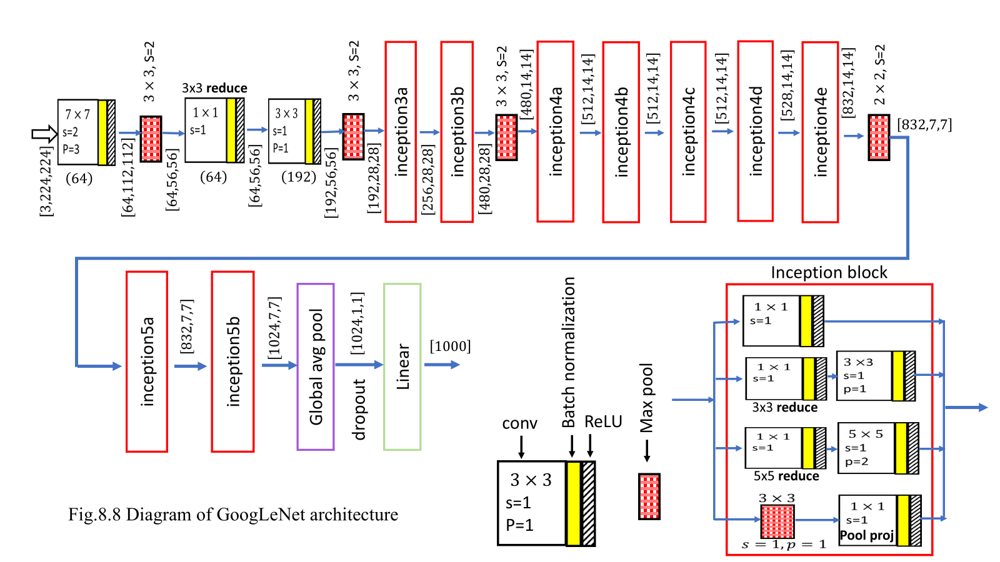 3 × 3, S=2
3x3 reduce
3 × 3, S=2
3 × 3, S=2
2 × 2, S=2
7 × 7
s=2
P=3
(64)
1 × 1
s=1
(64)
3 × 3
s=1
P=1
(192)
inception3a
inception3b
inception4a
inception4b
inception4c
inception4d
inception4e
[3,224,224]
[64,112,112]
[64,56,56]
[64,56,56]
[192,56,56]
[192,28,28]
[256,28,28]
[480,28,28]
[480,14,14]
[512,14,14]
[512,14,14]
[512,14,14]
[528,14,14]
[832,14,14]
[832,7,7]
inception5a
[832,7,7]
inception5b
[1024,7,7]
Global avg pool
[1024,1,1]
dropout
Linear
[1000]
conv
Batch normalization
ReLU
Max pool
3 × 3
s=1
P=1
Inception block
1 × 1
s=1
1 × 1
s=1
3x3 reduce
3 ×3
s=1
p=1
1 × 1
s=1
5x5 reduce
5 × 5
s=1
p=2
3 × 3
s = 1, p = 1
1 × 1
s=1
Pool proj
Fig.8.8 Diagram of GoogLeNet architecture